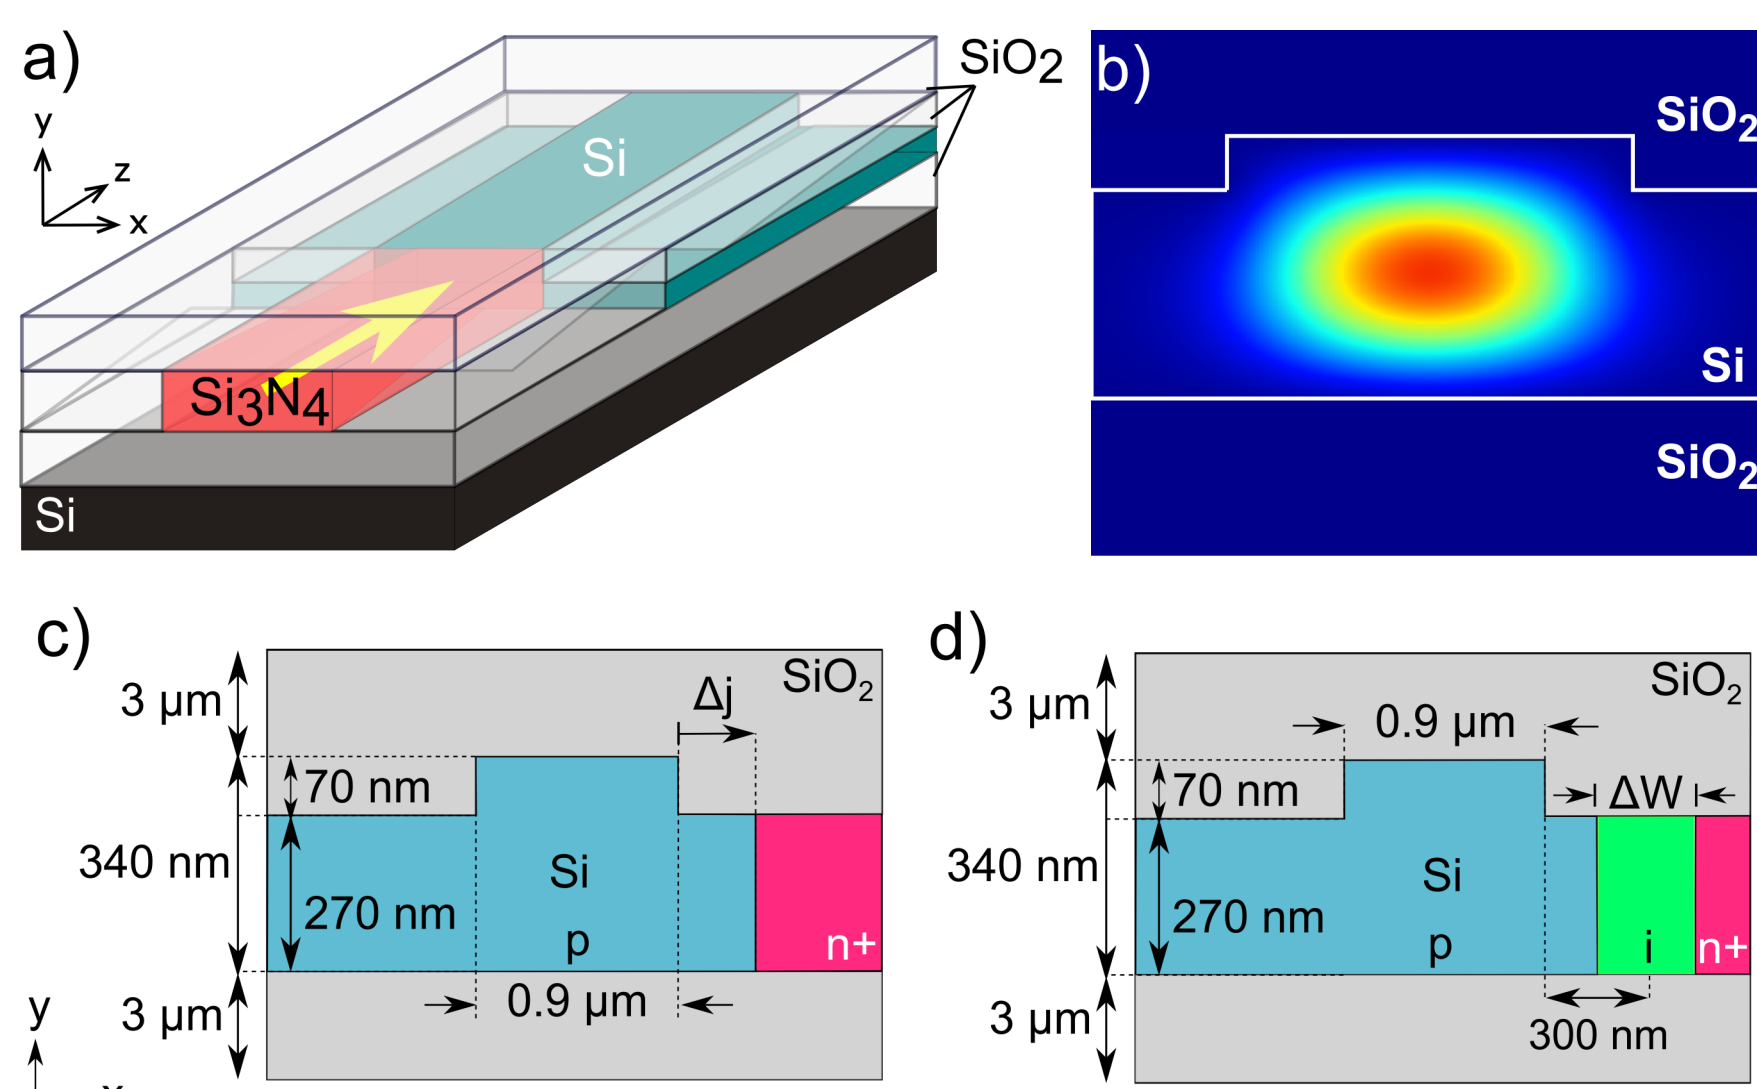 a)
SiO2
y
z
x
Si
Si3N4
Si
b)
SiO2
Si
SiO2
c)
SiO2
3 µm
Δj
70 nm
340 nm
Si
270 nm
p
n+
0.9 µm
3 µm
y
d)
SiO2
3 µm
0.9 µm
70 nm
ΔW
340 nm
Si
270 nm
p
i
n+
3 µm
300 nm